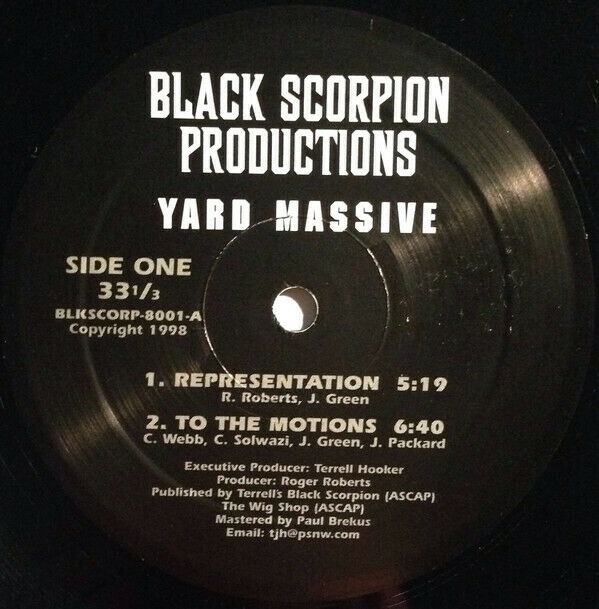 BLACK SCORPION
PRODUCTIONS
YARD MASSIVE
SIDE ONE
33 1/3
BLKSCORP-8001-A
Copyright 1998
1. REPRESENTATION 5:19
R. Roberts, J. Green
2. TO THE MOTIONS 6:40
C. Webb, C. Solwazi, J. Green, J. Packard
Executive Producer: Terrell Hooker
Producer: Roger Roberts
Published by Terrell's Black Scorpion (ASCAP)
The Wig Shop (ASCAP)
Mastered by Paul Brekus
Email: tjh@psnw.com